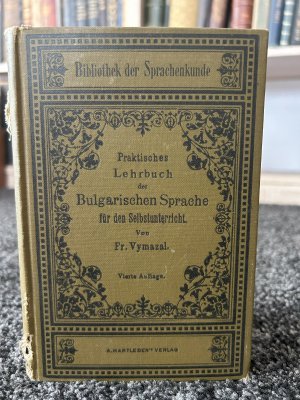 Bibliothek der Sprachenkunde
Praktisches
Lehrbuch
der
Bulgarischen Sprache
für den Selbstunterricht.
Von
Fr. Vymazal.
Vierte Auflage.
A. HARTLEBEN'S VERLAG